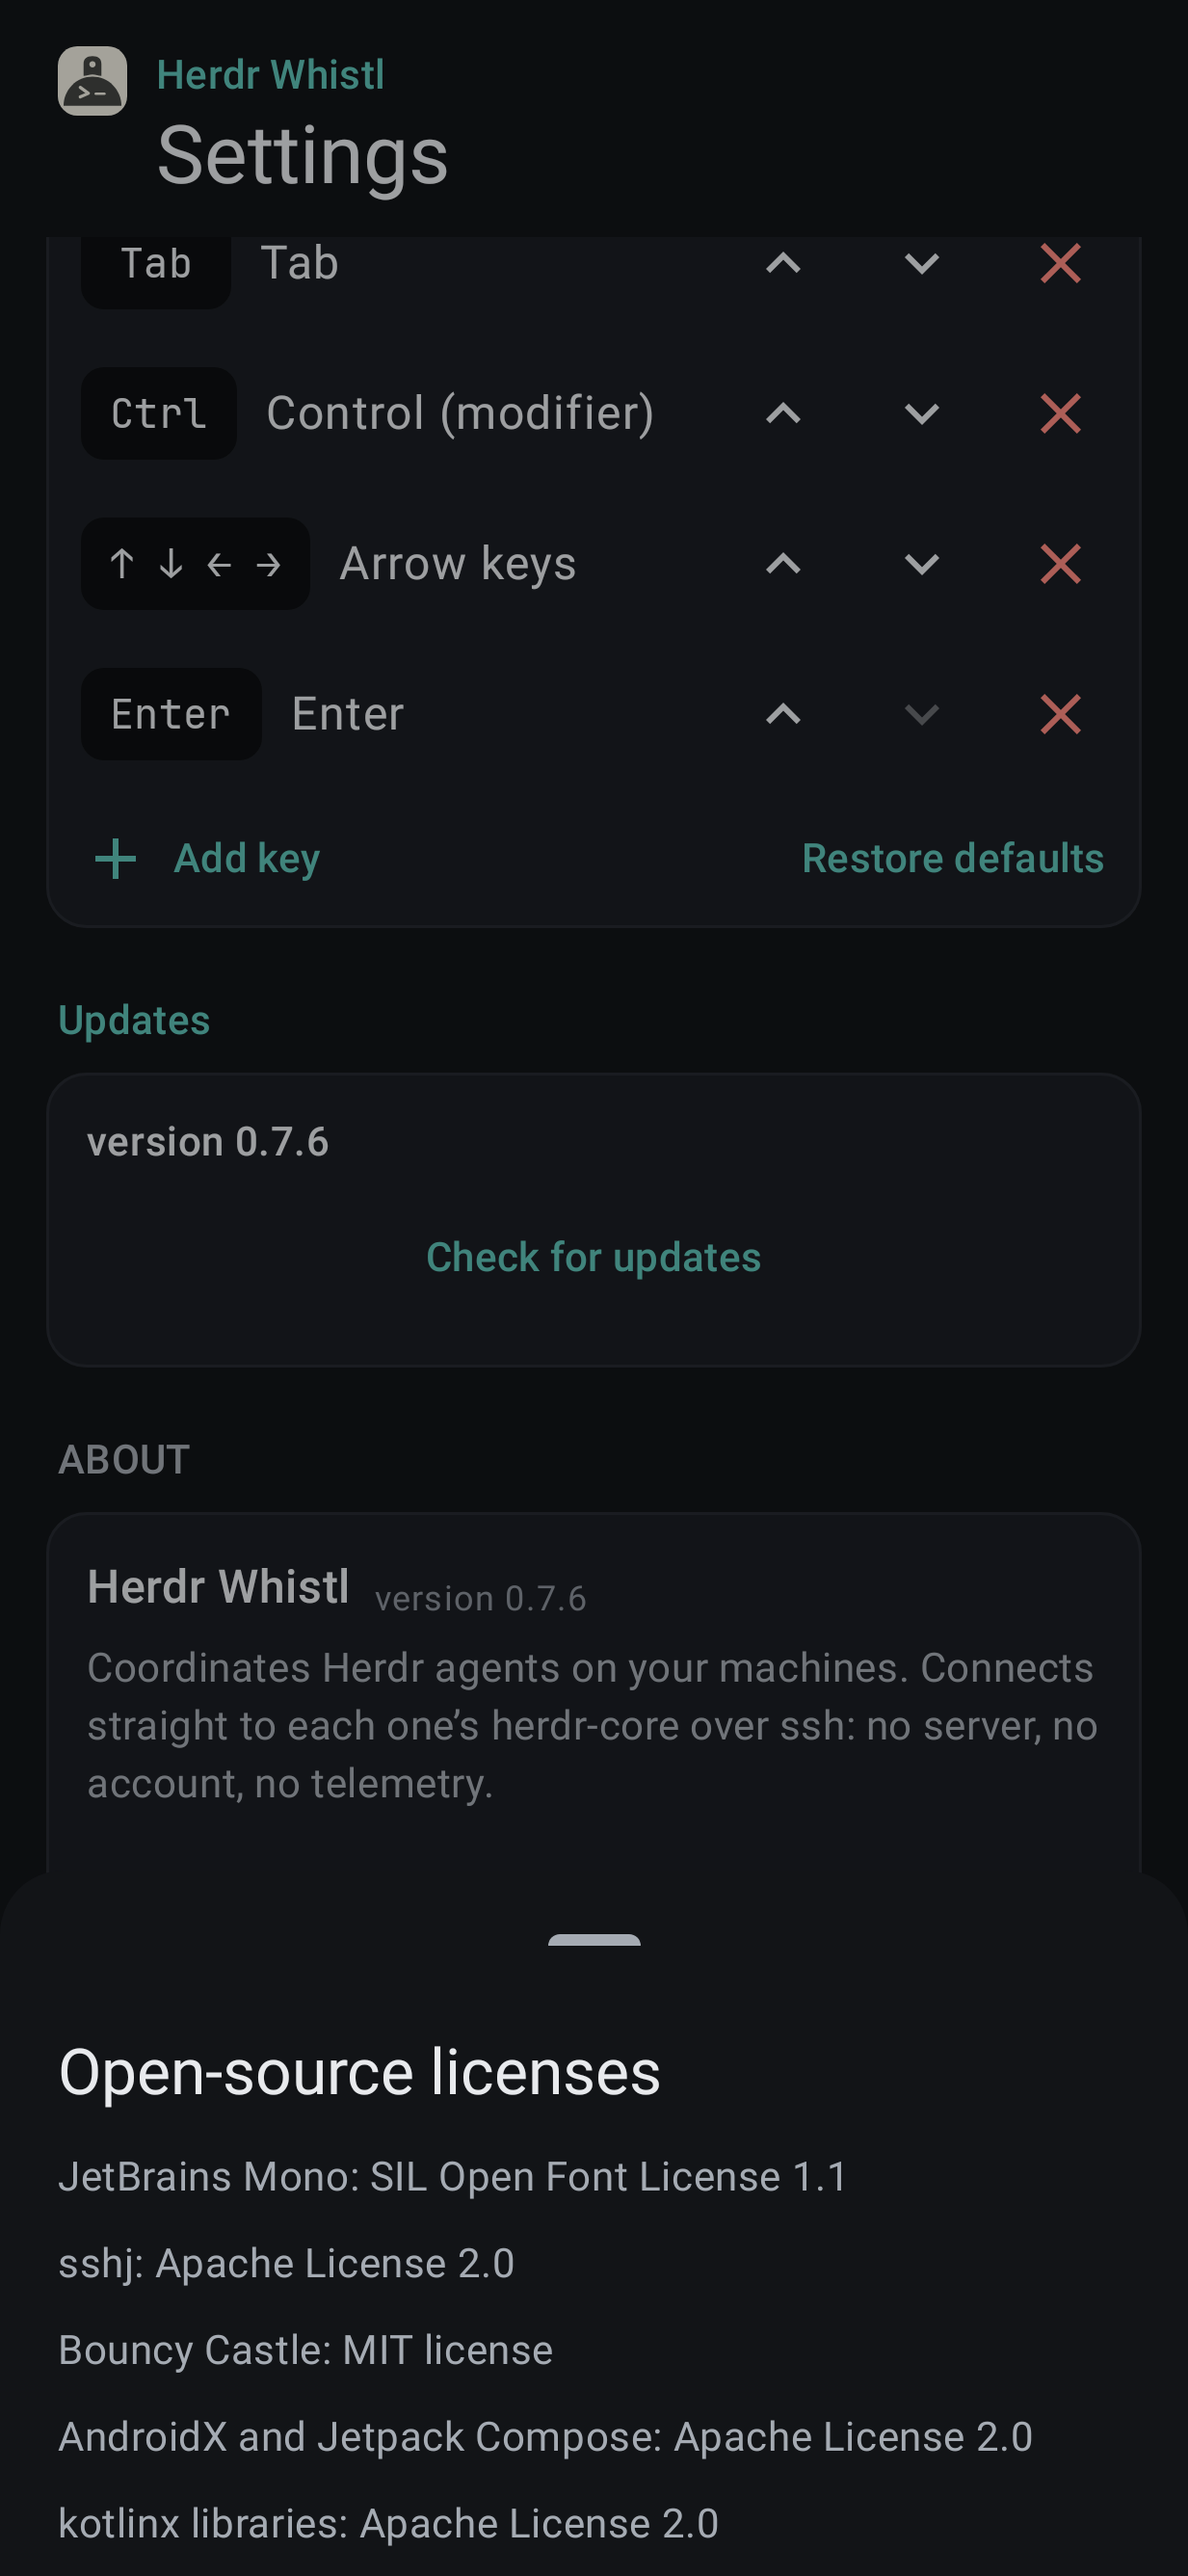 Herdr Whistl
Settings
Tab Tab
Ctrl Control (modifier)
↑ ↓ ← → Arrow keys
Enter Enter
Add key Restore defaults
Updates
version 0.7.6
Check for updates
ABOUT
Herdr Whistl version 0.7.6
Coordinates Herdr agents on your machines. Connects
straight to each one’s herdr-core over ssh: no server, no
account, no telemetry.
Open-source licenses
JetBrains Mono: SIL Open Font License 1.1
sshj: Apache License 2.0
Bouncy Castle: MIT license
AndroidX and Jetpack Compose: Apache License 2.0
kotlinx libraries: Apache License 2.0